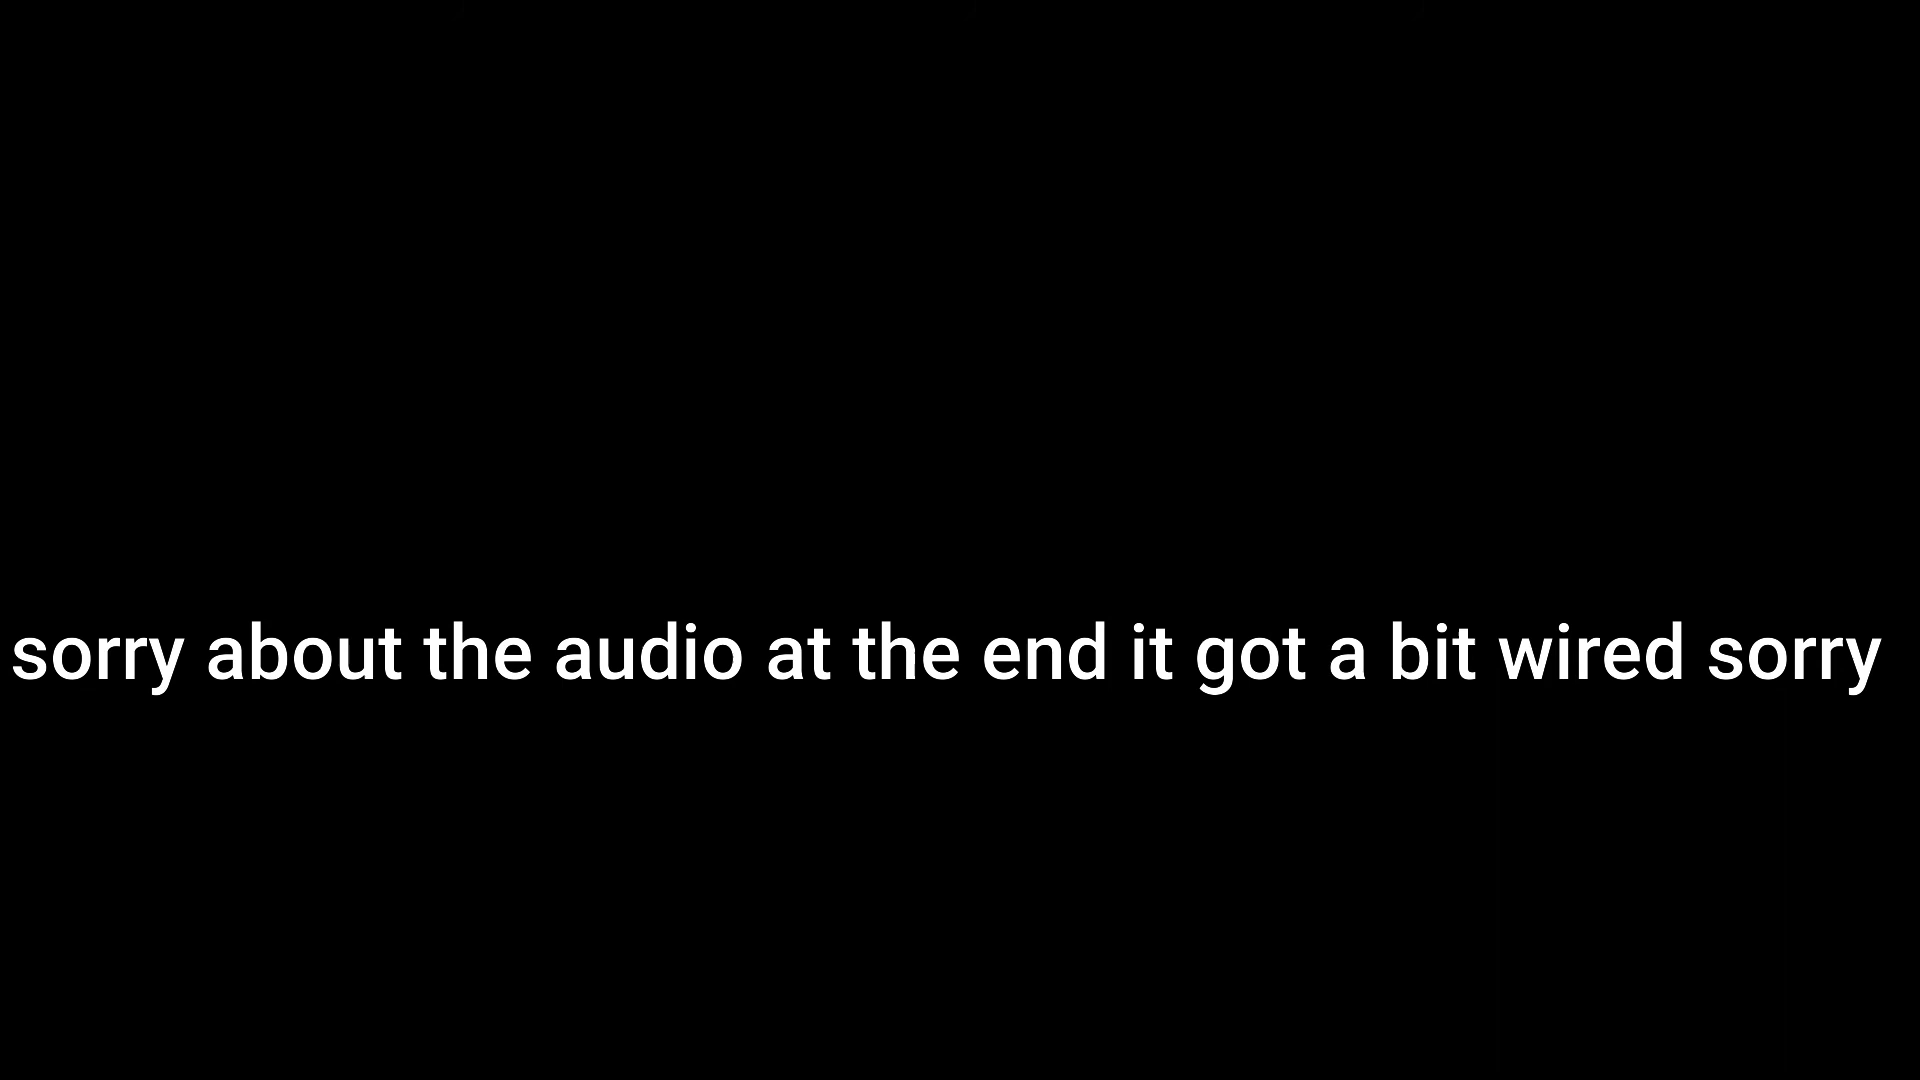 sorry about the audio at the end it got a bit wired sorry